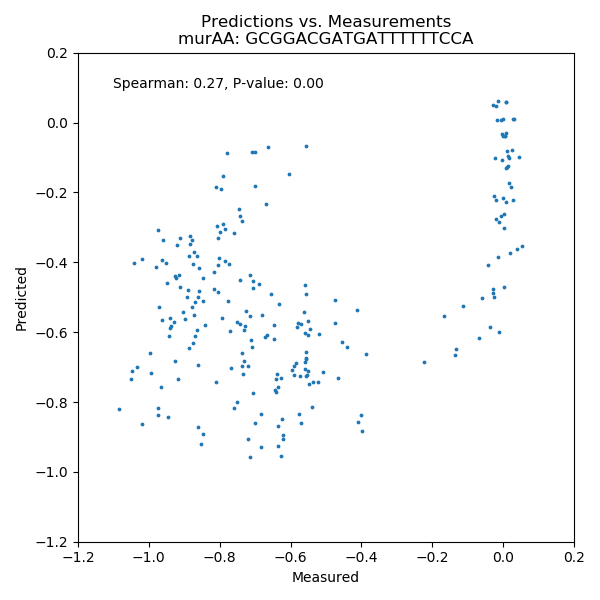 Predictions vs. Measurements
murAA: GCGGACGATGATTTTTTCCA
Spearman: 0.27, P-value: 0.00
0.2
0.0
−0.2
−0.4
−0.6
−0.8
−1.0
−1.2
Predicted
−1.2 −1.0 −0.8 −0.6 −0.4 −0.2 0.0 0.2
Measured